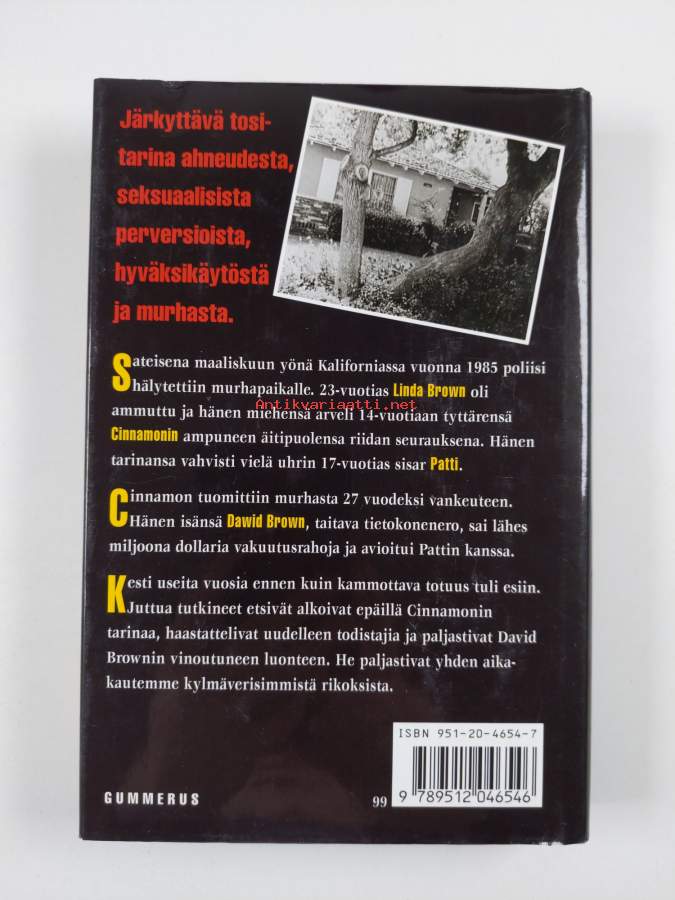 Järkyttävä tosi-
tarina ahneudesta,
seksuaalisista
perversioista,
hyväksikäytöstä
ja murhasta.
Sateisena maaliskuun yönä Kaliforniassa vuonna 1985 poliisi
hälytettiin murhapaikalle. 23-vuotias Linda Brown oli
Antikvariaatti.net
ammuttu ja hänen miehensä arveli 14-vuotiaan tyttärensä
Cinnamonin ampuneen äitipuolensa riidan seurauksena. Hänen
tarinansa vahvisti vielä uhrin 17-vuotias sisar Patti.
Cinnamon tuomittiin murhasta 27 vuodeksi vankeuteen.
Hänen isänsä Dawid Brown, taitava tietokonenero, sai lähes
miljoona dollaria vakuutusrahoja ja avioitui Pattin kanssa.
Kesti useita vuosia ennen kuin kammottava totuus tuli esiin.
Juttua tutkineet etsivät alkoivat epäillä Cinnamonin
tarinaa, haastattelivat uudelleen todistajia ja paljastivat David
Brownin vinoutuneen luonteen. He paljastivat yhden aika-
kautemme kylmäverisimmistä rikoksista.
ISBN 951-20-4654-7
GUMMERUS
99
9 789512 046546